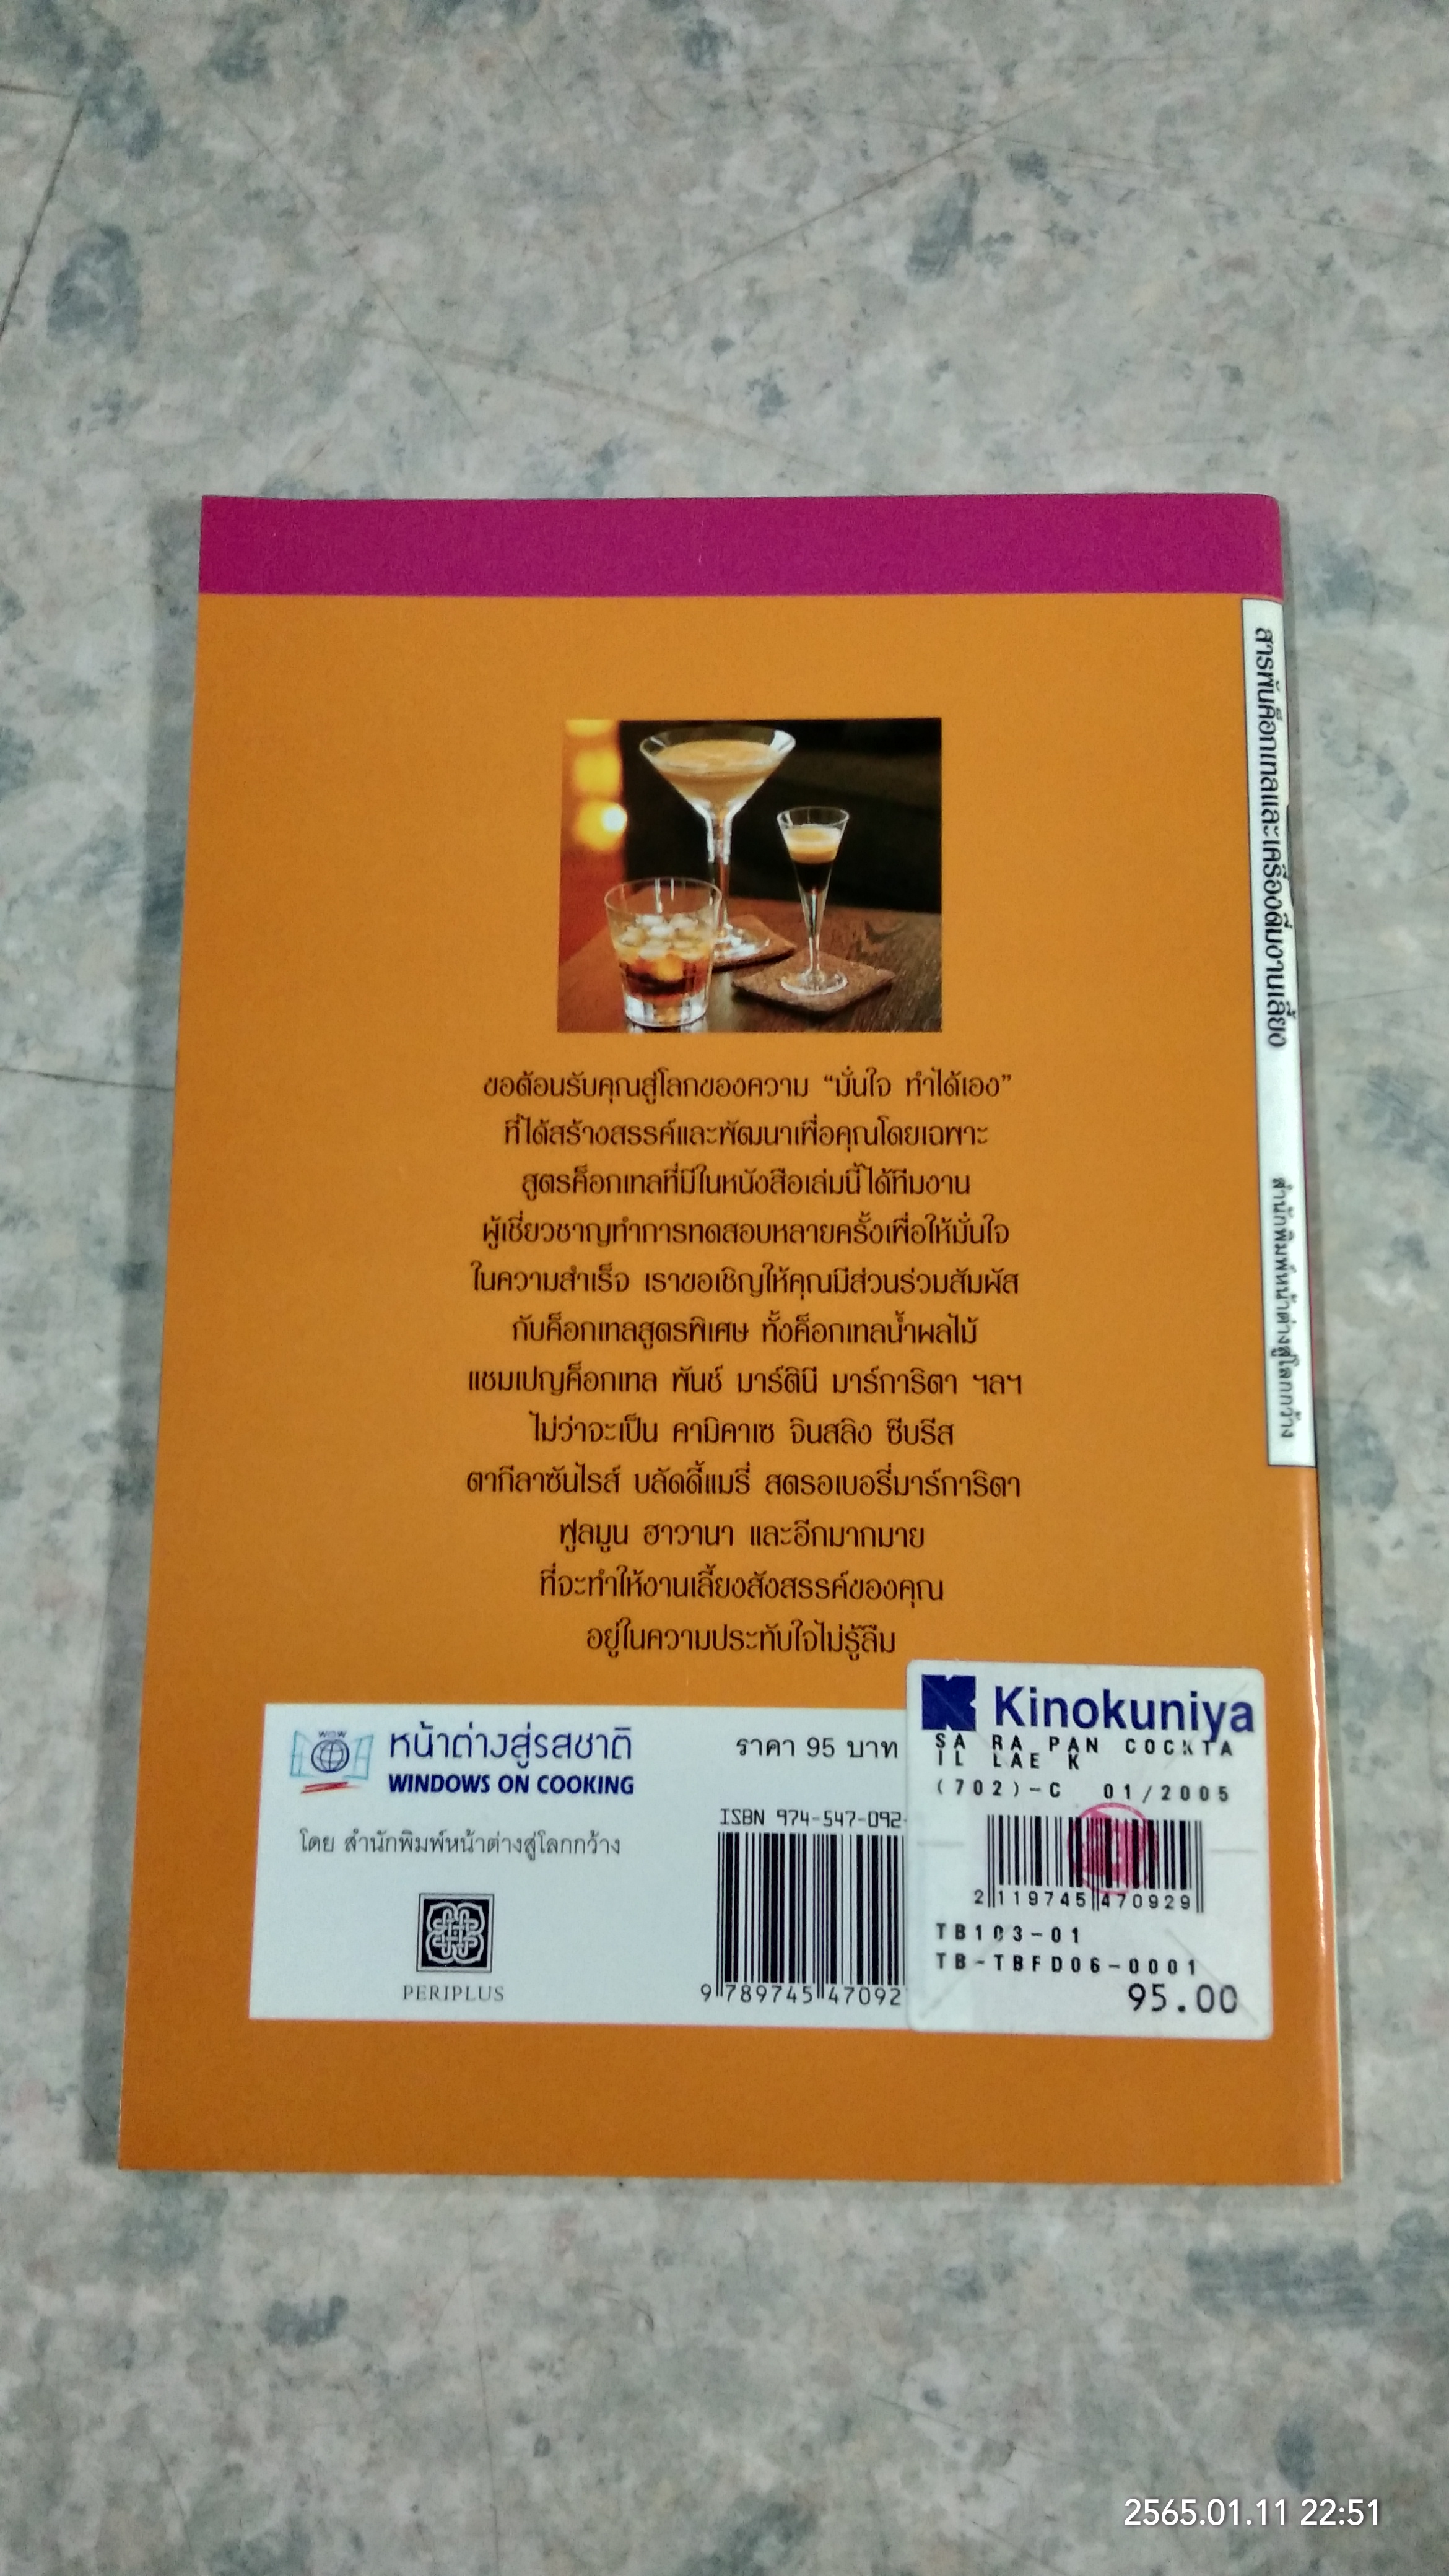 สารพันค็อกเทลและเครื่องดื่มงานเลี้ยง
สำนักพิมพ์หน้าต่างสู่โลกกว้าง
ขอต้อนรับคุณสู่โลกของความ “มั่นใจ ทำได้เอง”
ที่ได้สร้างสรรค์และพัฒนาเพื่อคุณโดยเฉพาะ
สูตรค็อกเทลที่มีในหนังสือเล่มนี้ได้ทีมงาน
ผู้เชี่ยวชาญทำการทดสอบหลายครั้งเพื่อให้มั่นใจ
ในความสำเร็จ เราขอเชิญให้คุณมีส่วนร่วมสัมผัส
กับค็อกเทลสูตรพิเศษ ทั้งค็อกเทลน้ำผลไม้
แชมเปญค็อกเทล พันช์ มาร์ตินี มาร์การิตา ฯลฯ
ไม่ว่าจะเป็น คามิคาเซ จินสลิง ซีบรีส
ตากีลาซันไรส์ บลัดดี้แมรี่ สตรอเบอรี่มาร์การิตา
ฟูลมูน ฮาวานา และอีกมากมาย
ที่จะทำให้งานเลี้ยงสังสรรค์ของคุณ
อยู่ในความประทับใจไม่รู้ลืม
WOW
หน้าต่างสู่รสชาติ
WINDOWS ON COOKING
โดย สำนักพิมพ์หน้าต่างสู่โลกกว้าง
PERIPLUS
ราคา 95 บาท
ISBN 974-547-092-
9 789745 47092
Kinokuniya
SA RA PAN COCKTA
IL LAE K
(702)-C 01/2005
2 119745 470929
TB103-01
TB-TBFD06-0001
95.00
2565.01.11 22:51